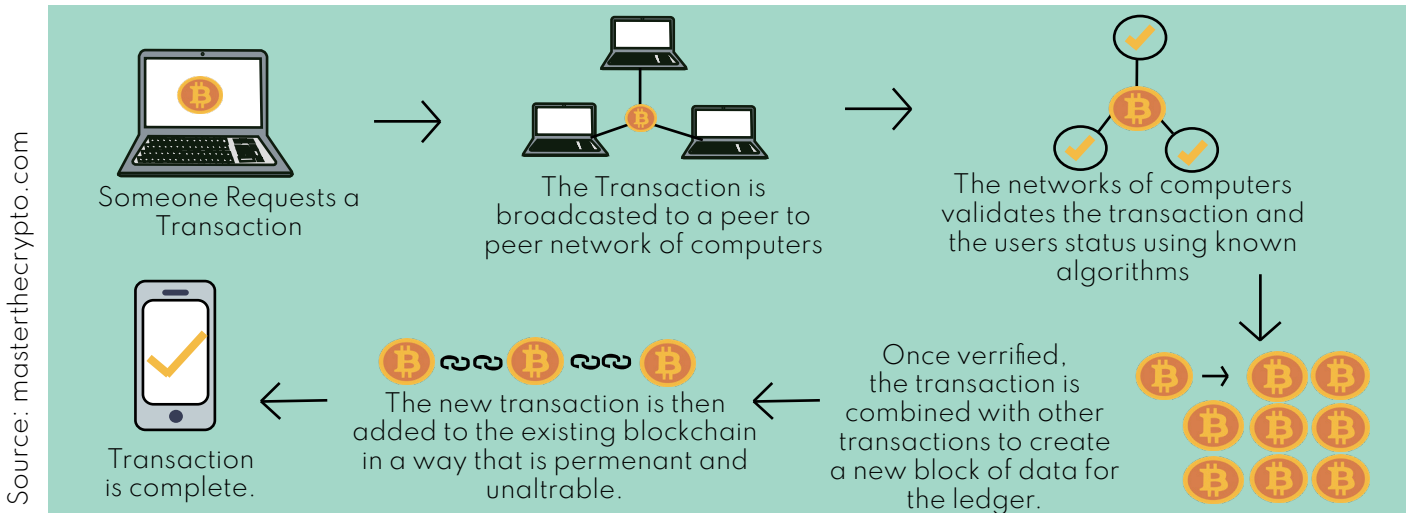 Source: masterthecrypto.com
Someone Requests a
Transaction
The Transaction is
broadcasted to a peer to
peer network of computers
The networks of computers
validates the transaction and
the users status using known
algorithms
Once verrified,
the transaction is
combined with other
transactions to create
a new block of data for
the ledger.
The new transaction is then
added to the existing blockchain
in a way that is permenant and
unaltrable.
Transaction
is complete.